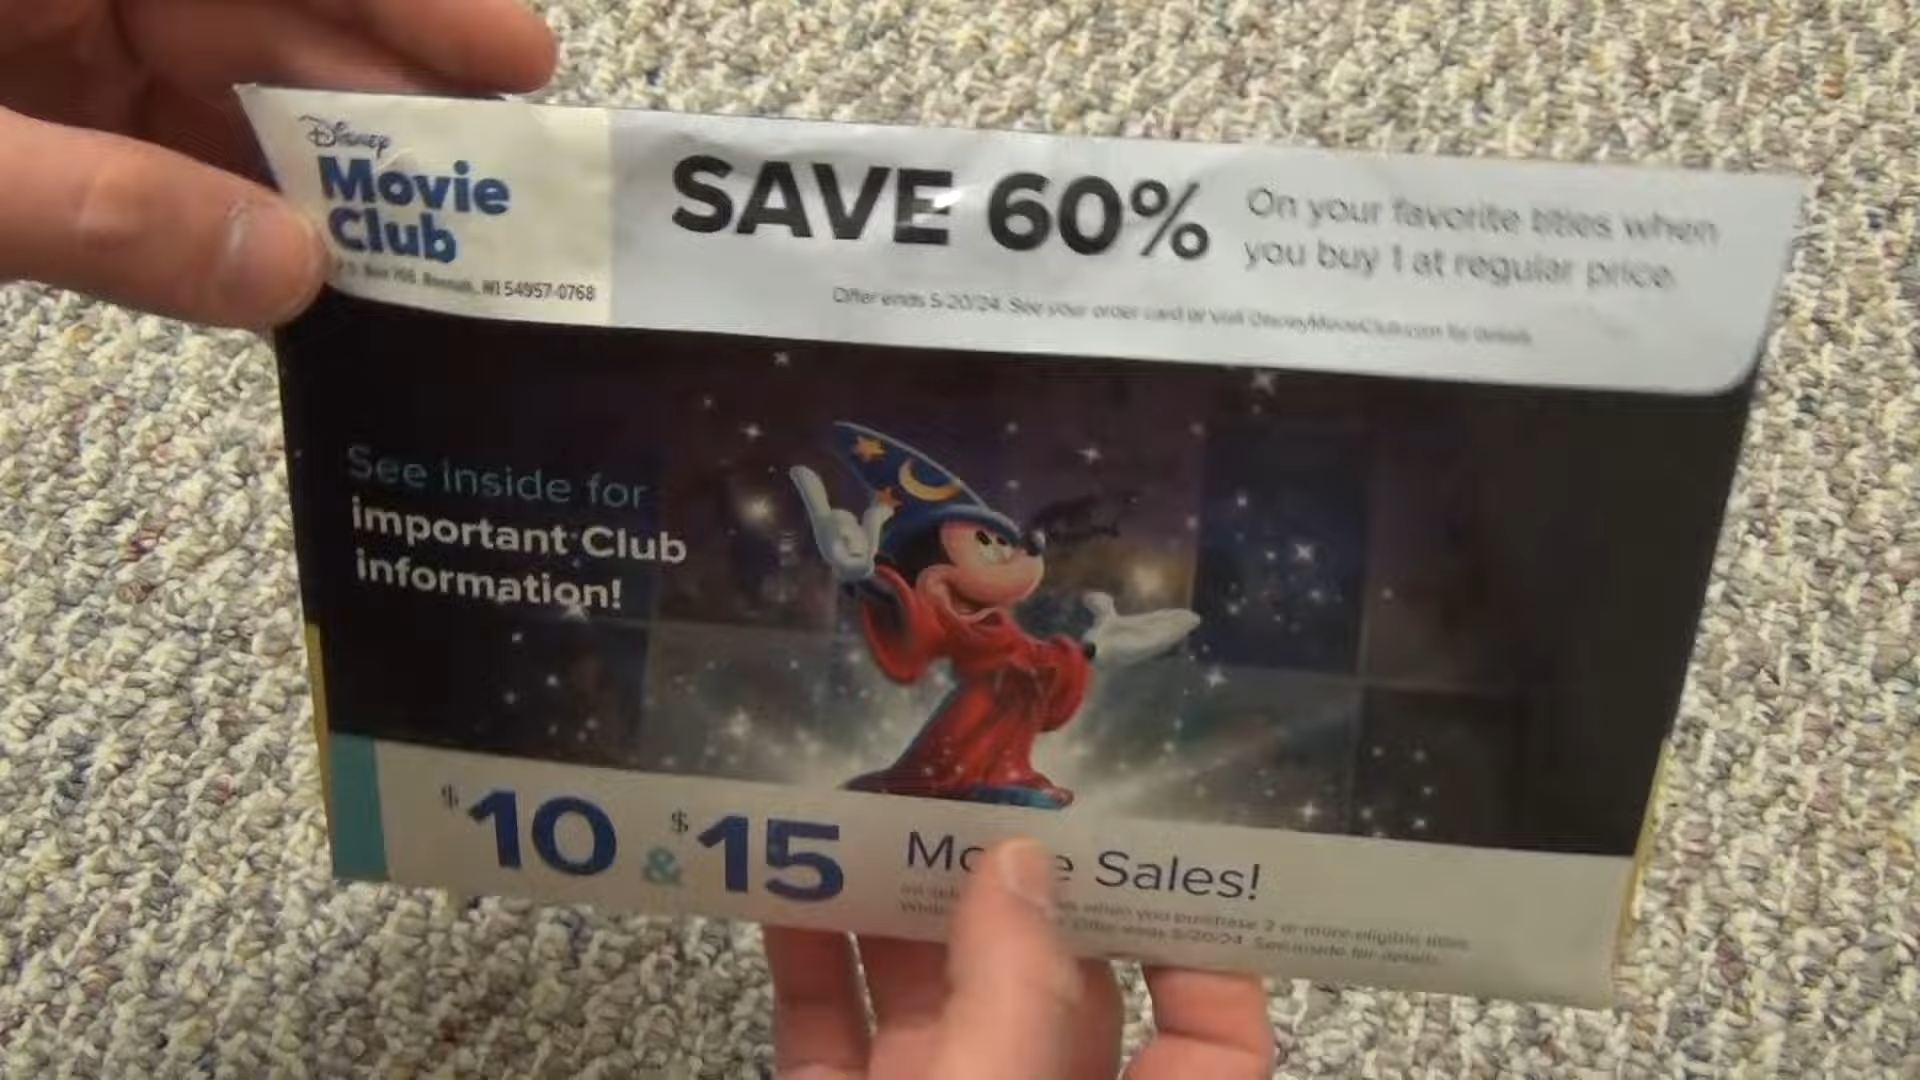 Disney
Movie
Club
Box 768, Neenah, WI 54957-0768
SAVE 60%
On your favorite titles when
you buy 1 at regular price.
Offer ends 5/20/24. See your order card or visit DisneyMovieClub.com for details.
See inside for
important Club
information!
$10 & $15 Sales!
when you purchase 2 or more eligible titles.
Offer ends 5/20/24. See inside for details.